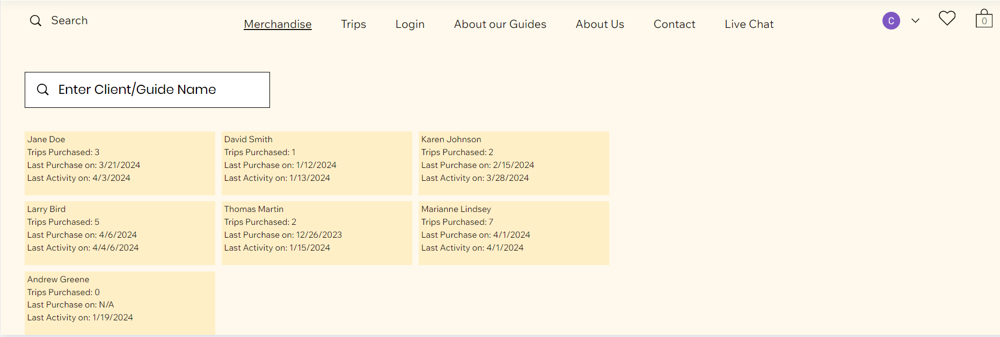 Search
Merchandise Trips Login About our Guides About Us Contact Live Chat
C
0
Enter Client/Guide Name
Jane Doe
Trips Purchased: 3
Last Purchase on: 3/21/2024
Last Activity on: 4/3/2024
David Smith
Trips Purchased: 1
Last Purchase on: 1/12/2024
Last Activity on: 1/13/2024
Karen Johnson
Trips Purchased: 2
Last Purchase on: 2/15/2024
Last Activity on: 3/28/2024
Larry Bird
Trips Purchased: 5
Last Purchase on: 4/6/2024
Last Activity on: 4/4/6/2024
Thomas Martin
Trips Purchased: 2
Last Purchase on: 12/26/2023
Last Activity on: 1/15/2024
Marianne Lindsey
Trips Purchased: 7
Last Purchase on: 4/1/2024
Last Activity on: 4/1/2024
Andrew Greene
Trips Purchased: 0
Last Purchase on: N/A
Last Activity on: 1/19/2024